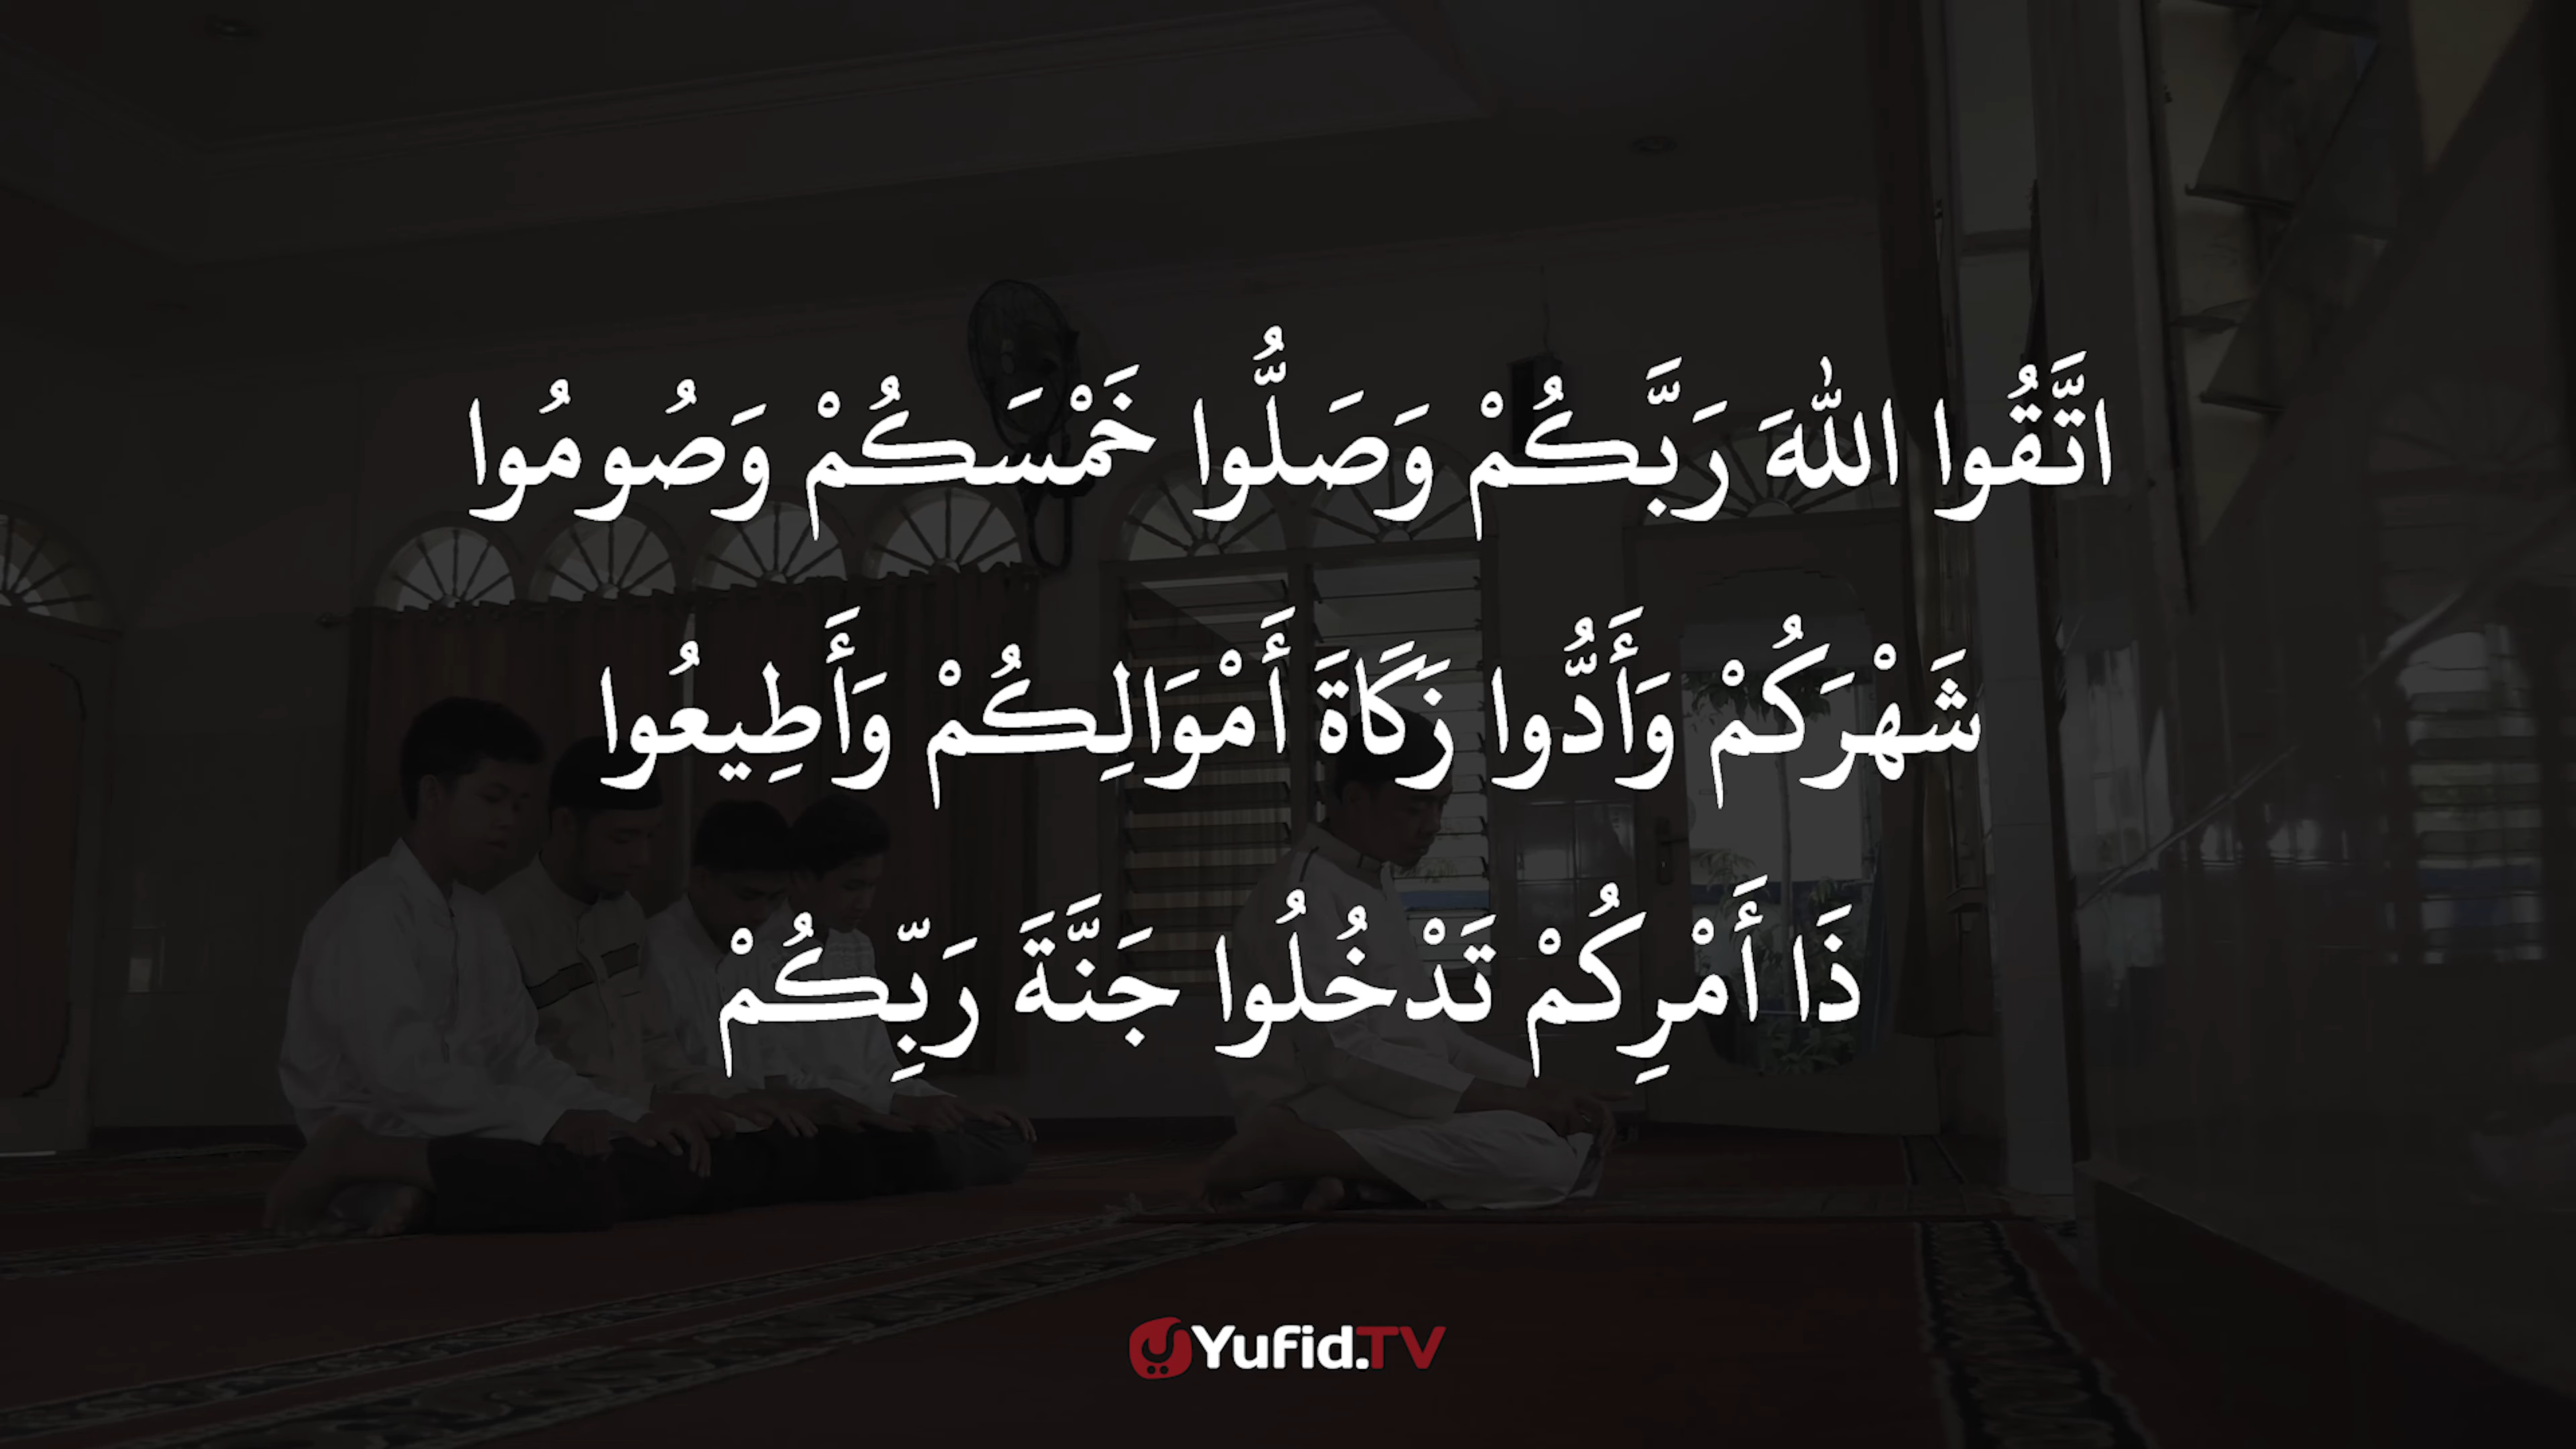 اتَّقُوا اللهَ رَبَّكُمْ وَصَلُّوا خَمْسَكُمْ وَصُومُوا
شَهْرَكُمْ وَأَدُّوا زَكَاةَ أَمْوَالِكُمْ وَأَطِيعُوا
ذَا أَمْرِكُمْ تَدْخُلُوا جَنَّةَ رَبِّكُمْ
Yufid.TV